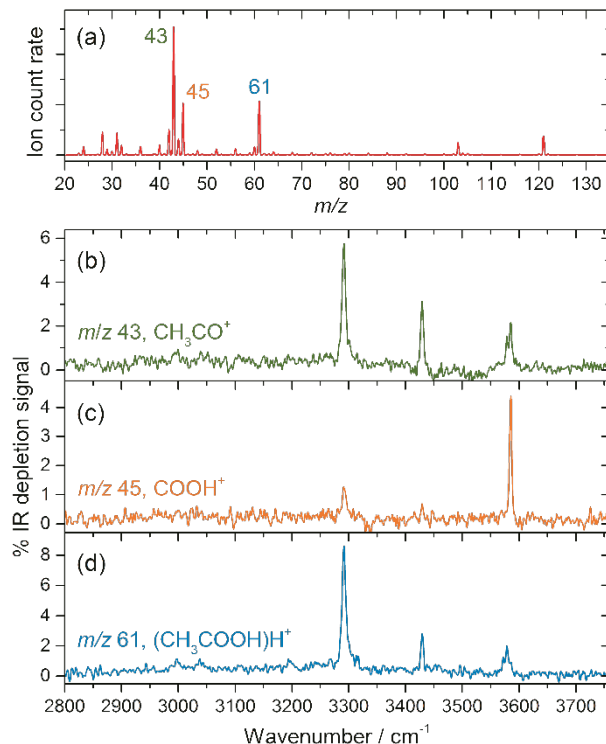 (a)
43
45
61
Ion count rate
20 30 40 50 60 70 80 90 100 110 120 130
m/z
(b)
6
4
2
0
m/z 43, CH₃CO⁺
(c)
4
3
2
1
0
m/z 45, COOH⁺
(d)
8
6
4
2
0
m/z 61, (CH₃COOH)H⁺
% IR depletion signal
2800 2900 3000 3100 3200 3300 3400 3500 3600 3700
Wavenumber / cm⁻¹